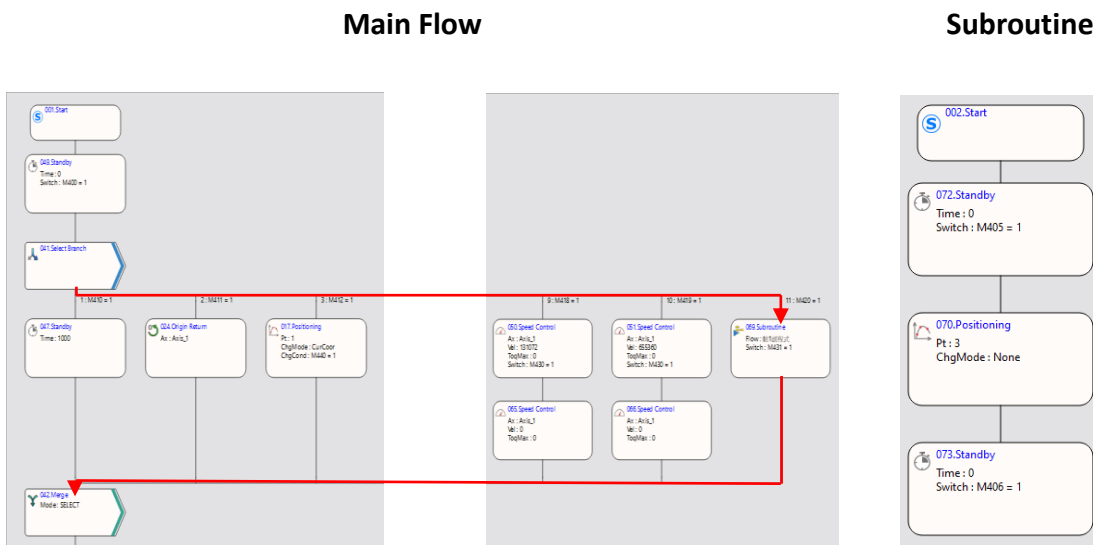 Main Flow
Subroutine
001.Start
049.Standby
Time : 0
Switch : M400 = 1
041.Select Branch
1 : M410 = 1
2 : M411 = 1
3 : M412 = 1
047.Standby
Time : 1000
024.Origin Return
Ax : Axis_1
017.Positioning
Pt : 1
ChgMode : CurCoor
ChgCond : M440 = 1
042.Merge
Mode : SELECT
9 : M418 = 1
10 : M419 = 1
11 : M420 = 1
050.Speed Control
Ax : Axis_1
Vel : 131072
ToqMax : 0
Switch : M430 = 1
051.Speed Control
Ax : Axis_1
Vel : 655360
ToqMax : 0
Switch : M430 = 1
069.Subroutine
Flow :
Switch : M431 = 1
065.Speed Control
Ax : Axis_1
Vel : 0
ToqMax : 0
066.Speed Control
Ax : Axis_1
Vel : 0
ToqMax : 0
S
002.Start
072.Standby
Time : 0
Switch : M405 = 1
070.Positioning
Pt : 3
ChgMode : None
073.Standby
Time : 0
Switch : M406 = 1